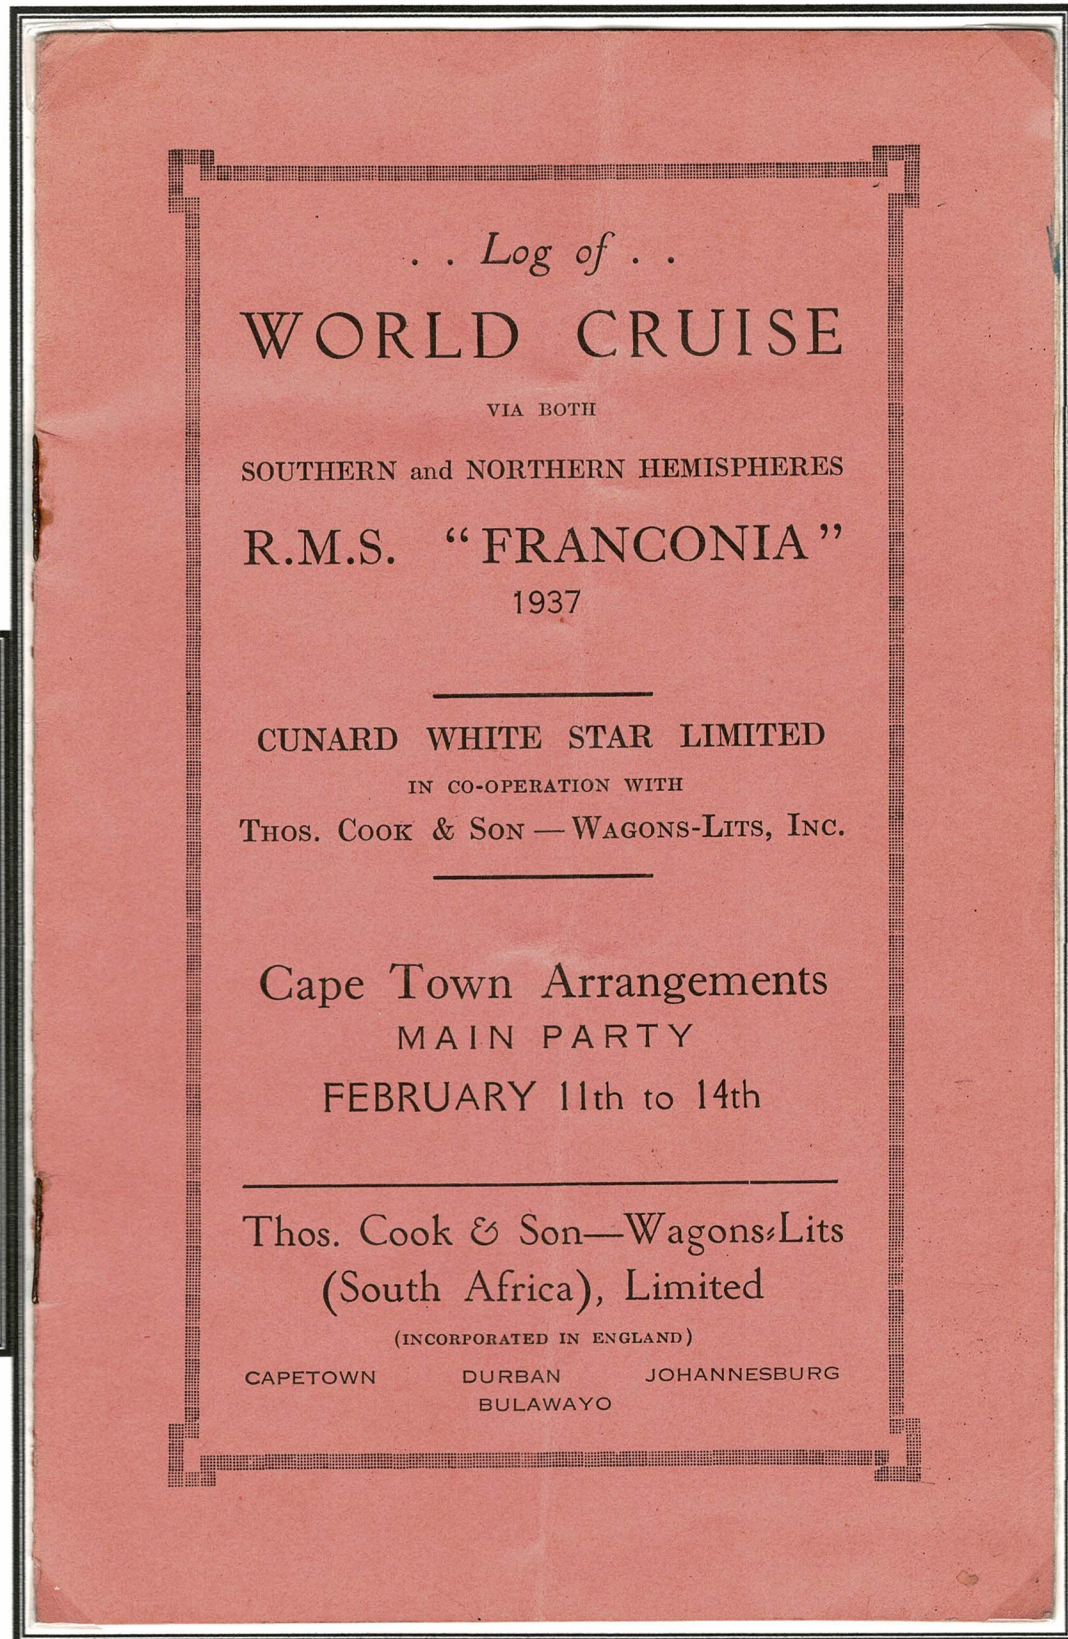 . . Log of . .
WORLD CRUISE
VIA BOTH
SOUTHERN and NORTHERN HEMISPHERES
R.M.S. “FRANCONIA”
1937
CUNARD WHITE STAR LIMITED
IN CO-OPERATION WITH
THOS. COOK & SON — WAGONS-LITS, INC.
Cape Town Arrangements
MAIN PARTY
FEBRUARY 11th to 14th
Thos. Cook & Son—Wagons-Lits
(South Africa), Limited
(INCORPORATED IN ENGLAND)
CAPETOWN DURBAN JOHANNESBURG
BULAWAYO